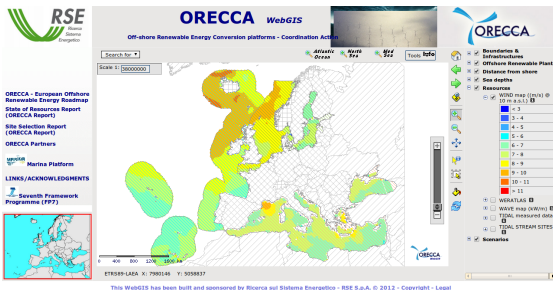 RSE
Ricerca
Sistema
Energetico
ORECCA WebGIS
Off-shore Renewable Energy Conversion platforms - Coordination Action
ORECCA
Search for
Atlantic
Ocean
North
Sea
Med
Sea
Tools Info
Scale 1: 36000000
ORECCA - European Offshore
Renewable Energy Roadmap
State of Resources Report
(ORECCA Report)
Site Selection Report
(ORECCA Report)
ORECCA Partners
Marina Platform
LINKS/ACKNOWLEDGMENTS
Seventh Framework
Programme (FP7)
Boundaries &
Infrastructures
Offshore Renewable Plant
Distance from shore
Sea depths
Resources
WIND map ((m/s) @
10 m a.s.l.)
< 3
3 - 4
4 - 5
5 - 6
6 - 7
7 - 8
8 - 9
9 - 10
10 - 11
> 11
WERATLAS
WAVE map (kW/m)
TIDAL measured data
TIDAL STREAM SITES
Scenarios
0 400 800 1200 km
ORECCA
ETRS89-LAEA X: 7980146 Y: 5058837
This WebGIS has been built and sponsored by Ricerca sul Sistema Energetico - RSE S.p.A. © 2012 - Copyright - Legal